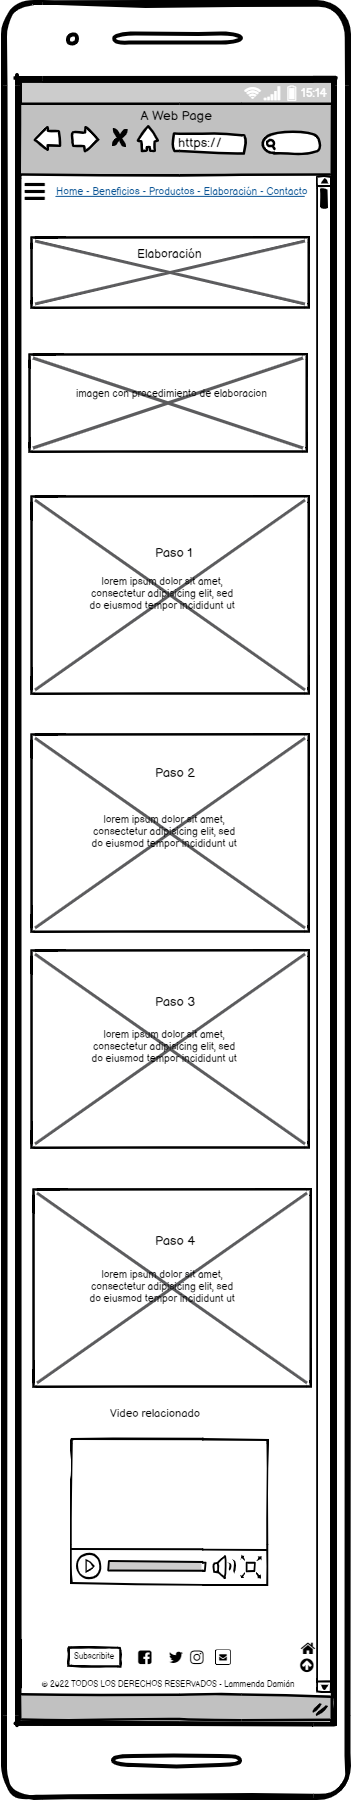 15:14
A Web Page
https://
Home - Beneficios - Productos - Elaboración - Contacto
Elaboración
imagen con procedimiento de elaboracion
Paso 1
lorem ipsum dolor sit amet,
consectetur adipisicing elit, sed
do eiusmod tempor incididunt ut
Paso 2
lorem ipsum dolor sit amet,
consectetur adipisicing elit, sed
do eiusmod tempor incididunt ut
Paso 3
lorem ipsum dolor sit amet,
consectetur adipisicing elit, sed
do eiusmod tempor incididunt ut
Paso 4
lorem ipsum dolor sit amet,
consectetur adipisicing elit, sed
do eiusmod tempor incididunt ut
Video relacionado
Subscribite
© 2022 TODOS LOS DERECHOS RESERVADOS - Lammenda Damián